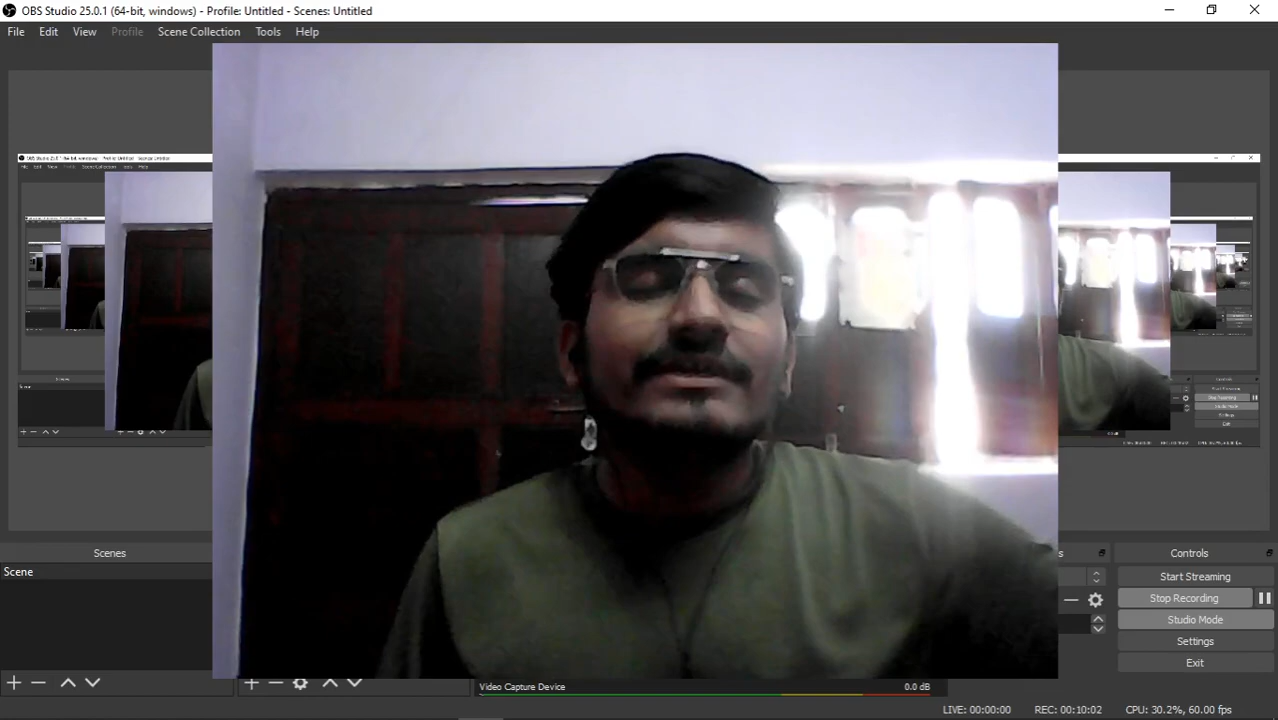 OBS Studio 25.0.1 (64-bit, windows) - Profile: Untitled - Scenes: Untitled
File Edit View Profile Scene Collection Tools Help
Scenes
Controls
Scene
Start Streaming
Stop Recording
Studio Mode
Settings
Exit
Video Capture Device 0.0 dB
LIVE: 00:00:00 REC: 00:10:02 CPU: 30.2%, 60.00 fps